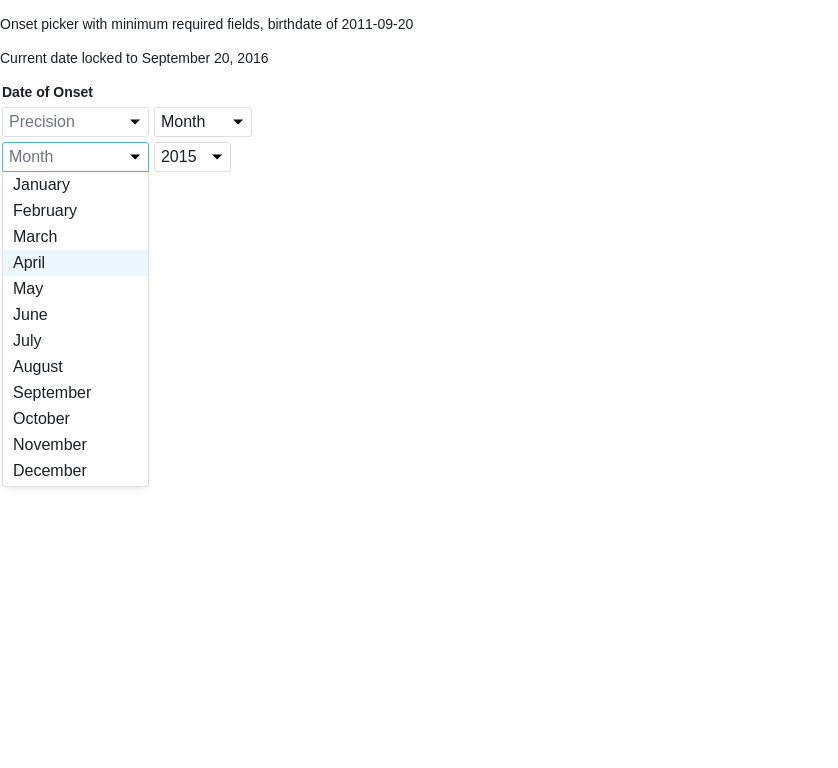 Onset picker with minimum required fields, birthdate of 2011-09-20
Current date locked to September 20, 2016
Date of Onset
Precision Month
Month 2015
January
February
March
April
May
June
July
August
September
October
November
December